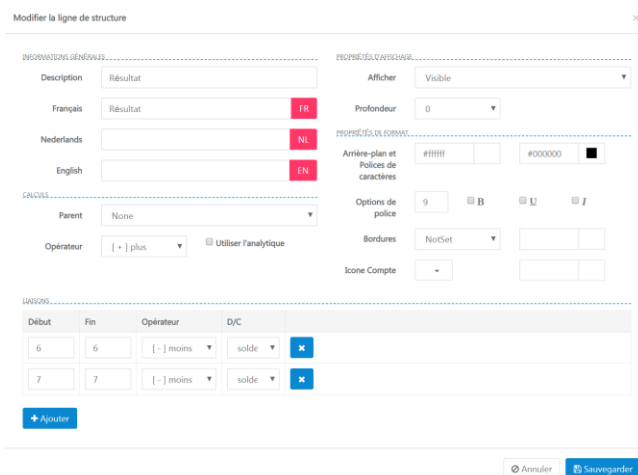 Modifier la ligne de structure
×
INFORMATIONS GÉNÉRALES
Description Résultat
Français Résultat FR
Nederlands NL
English EN
CALCULS
Parent None
Opérateur [ + ] plus Utiliser l'analytique
PROPRIÉTÉS D'AFFICHAGE
Afficher Visible
Profondeur 0
PROPRIÉTÉS DE FORMAT
Arrière-plan et Polices de caractères #ffffff #000000
Options de police 9 B U I
Bordures NotSet
Icone Compte
LIAISONS
Début Fin Opérateur D/C
6 6 [ - ] moins solde
7 7 [ - ] moins solde
+ Ajouter
Annuler Sauvegarder